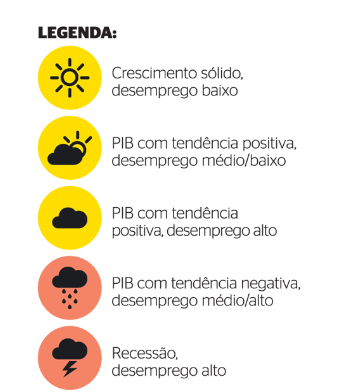 LEGENDA:
Crescimento sólido,
desemprego baixo
PIB com tendência positiva,
desemprego médio/baixo
PIB com tendência
positiva, desemprego alto
PIB com tendência negativa,
desemprego médio/alto
Recessão,
desemprego alto